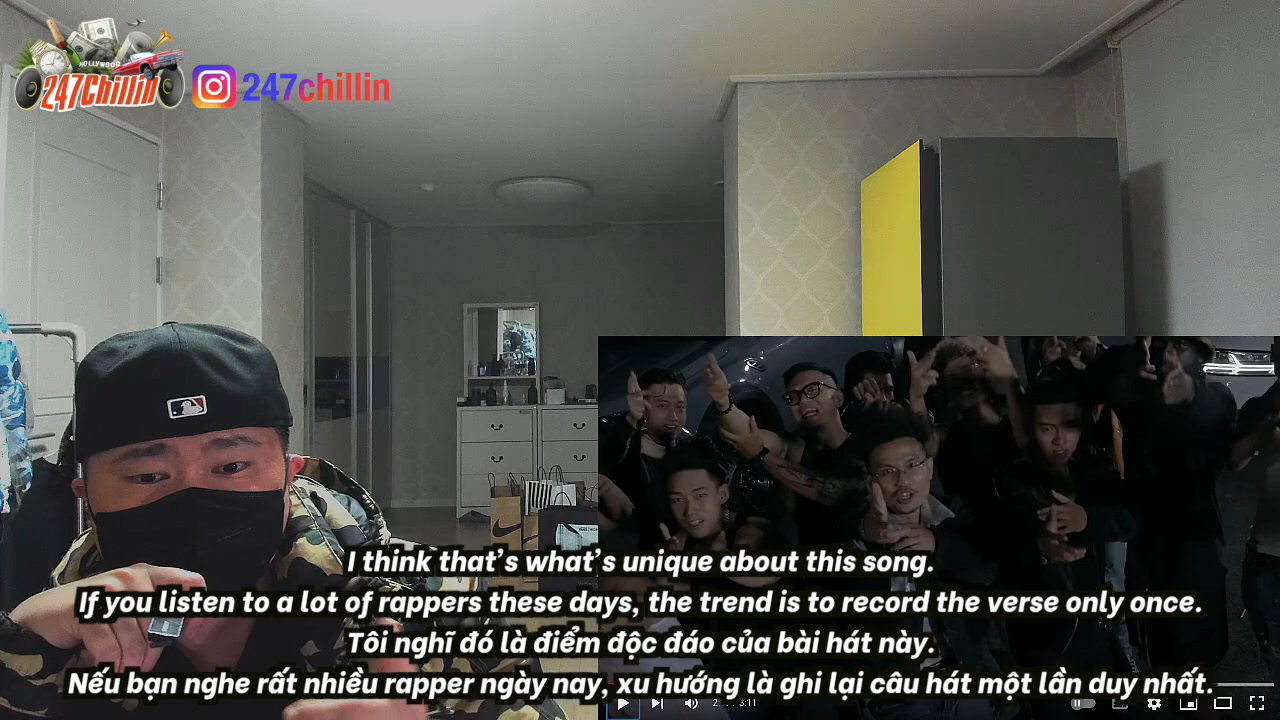 HOLLYWOOD
247Chillin
247chillin
I think that's what's unique about this song.
If you listen to a lot of rappers these days, the trend is to record the verse only once.
Tôi nghĩ đó là điểm độc đáo của bài hát này.
Nếu bạn nghe rất nhiều rapper ngày nay, xu hướng là ghi lại câu hát một lần duy nhất.